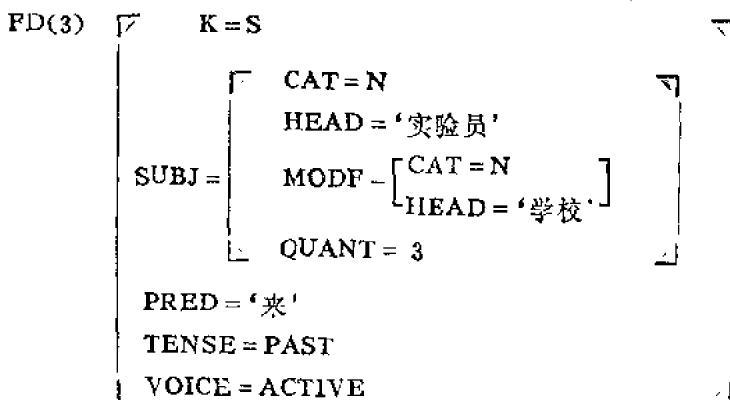 FD(3) K=S
CAT=N
HEAD=‘实验员’
SUBJ=
MODF-
CAT=N
HEAD=‘学校‘
QUANT=3
PRED=‘来’
TENSE=PAST
VOICE=ACTIVE